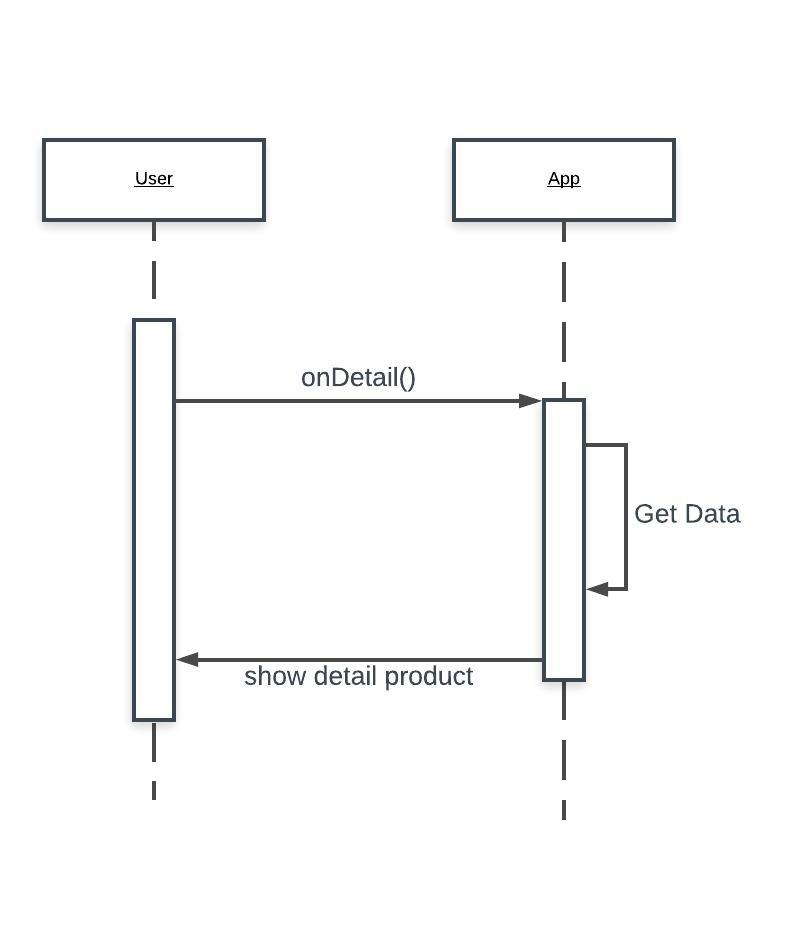 User
App
onDetail()
Get Data
show detail product